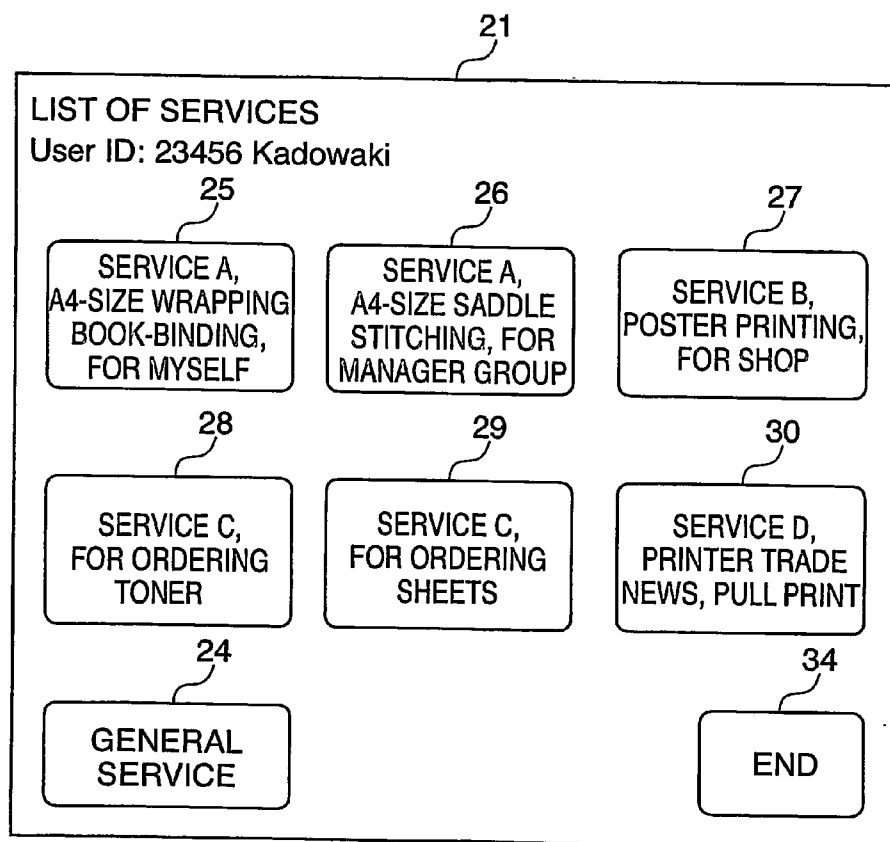 21
LIST OF SERVICES
User ID: 23456 Kadowaki
25
SERVICE A,
A4-SIZE WRAPPING
BOOK-BINDING,
FOR MYSELF
26
SERVICE A,
A4-SIZE SADDLE
STITCHING, FOR
MANAGER GROUP
27
SERVICE B,
POSTER PRINTING,
FOR SHOP
28
SERVICE C,
FOR ORDERING
TONER
29
SERVICE C,
FOR ORDERING
SHEETS
30
SERVICE D,
PRINTER TRADE
NEWS, PULL PRINT
24
GENERAL
SERVICE
34
END